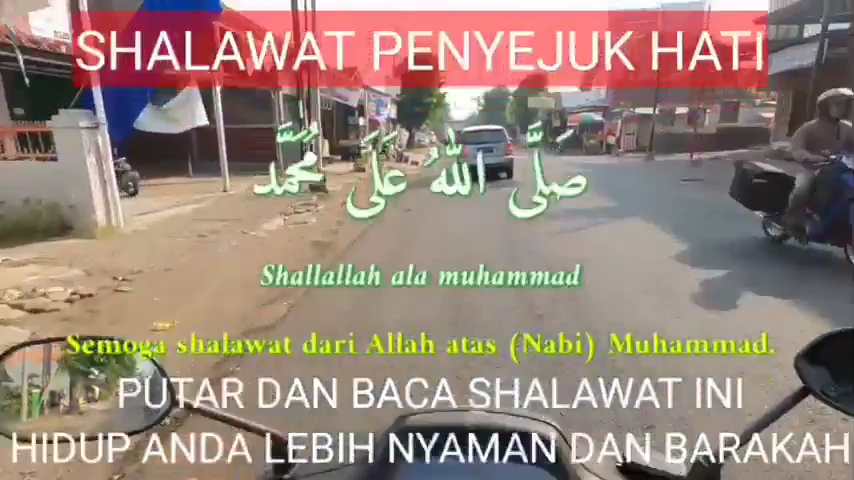 SHALAWAT PENYEJUK HATI
صَلَّى اللهُ عَلَى مُحَمَّد
Shallallah ala muhammad
Semoga shalawat dari Allah atas (Nabi) Muhammad.
PUTAR DAN BACA SHALAWAT INI
HIDUP ANDA LEBIH NYAMAN DAN BARAKAH